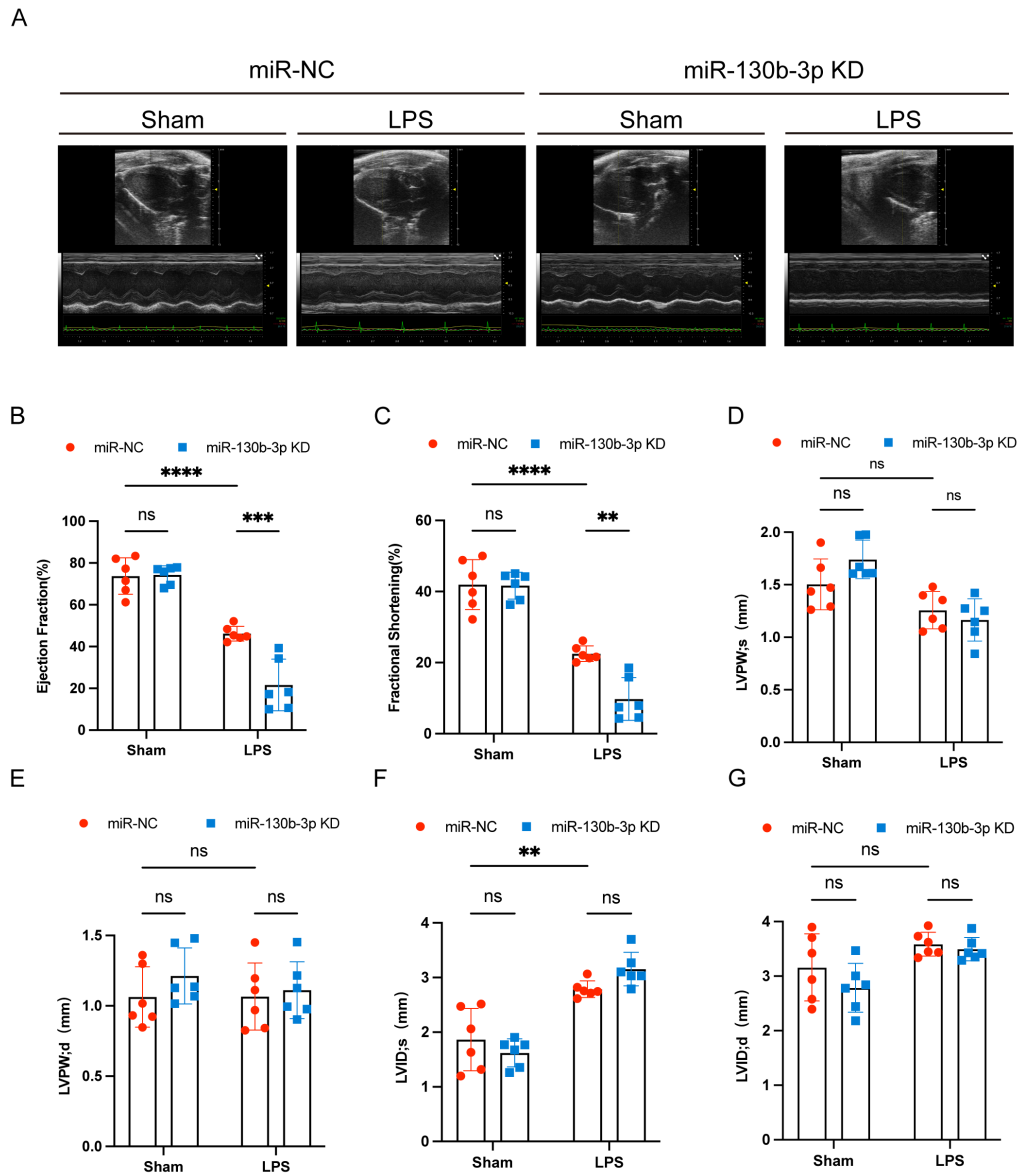 A
miR-NC
miR-130b-3p KD
Sham
LPS
Sham
LPS
B
miR-NC
miR-130b-3p KD
****
ns
***
Ejection Fraction(%)
100
80
60
40
20
0
Sham
LPS
C
miR-NC
miR-130b-3p KD
****
ns
**
Fractional Shortening(%)
60
40
20
0
Sham
LPS
D
miR-NC
miR-130b-3p KD
ns
ns
ns
LVPW;s (mm)
2.0
1.5
1.0
0.5
0.0
Sham
LPS
E
miR-NC
miR-130b-3p KD
ns
ns
ns
LVPW;d (mm)
1.5
1.0
0.5
0.0
Sham
LPS
F
miR-NC
miR-130b-3p KD
**
ns
ns
LVID;s (mm)
4
3
2
1
0
Sham
LPS
G
miR-NC
miR-130b-3p KD
ns
ns
ns
LVID;d (mm)
4
3
2
1
0
Sham
LPS